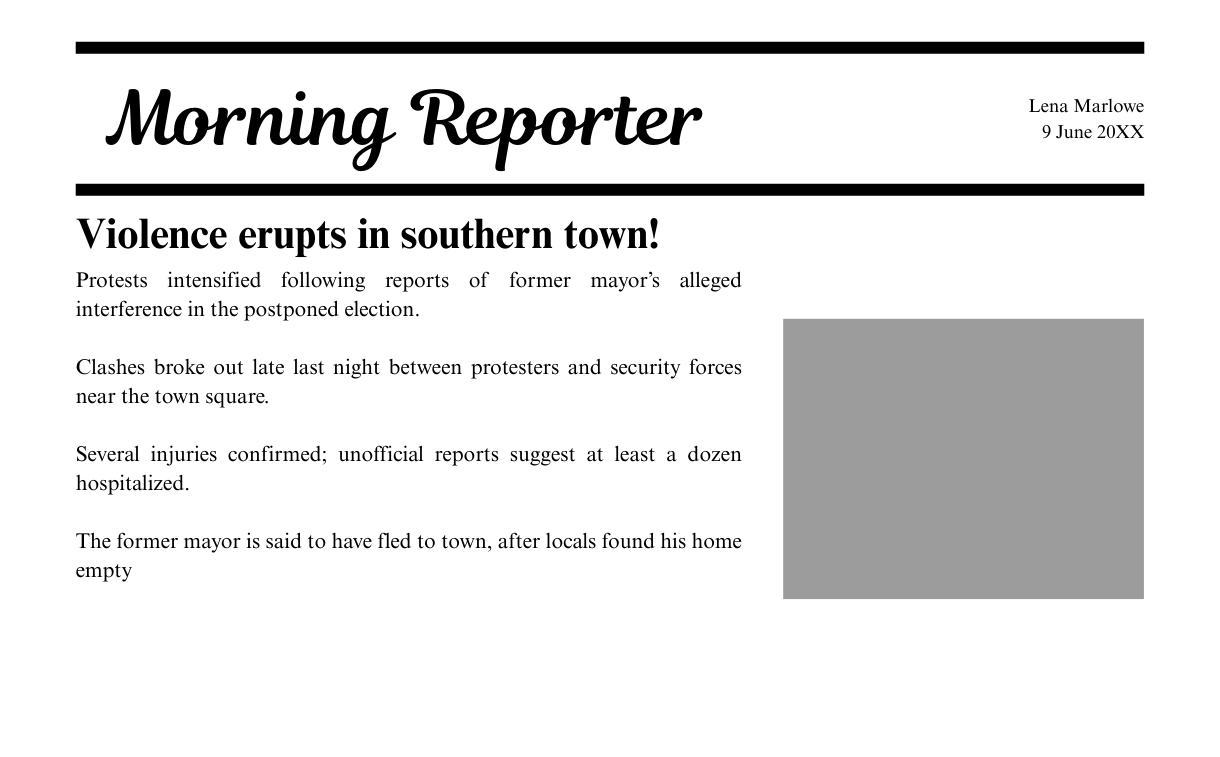 Morning Reporter
Lena Marlowe
9 June 20XX
Violence erupts in southern town!
Protests intensified following reports of former mayor’s alleged
interference in the postponed election.
Clashes broke out late last night between protesters and security forces
near the town square.
Several injuries confirmed; unofficial reports suggest at least a dozen
hospitalized.
The former mayor is said to have fled to town, after locals found his home
empty